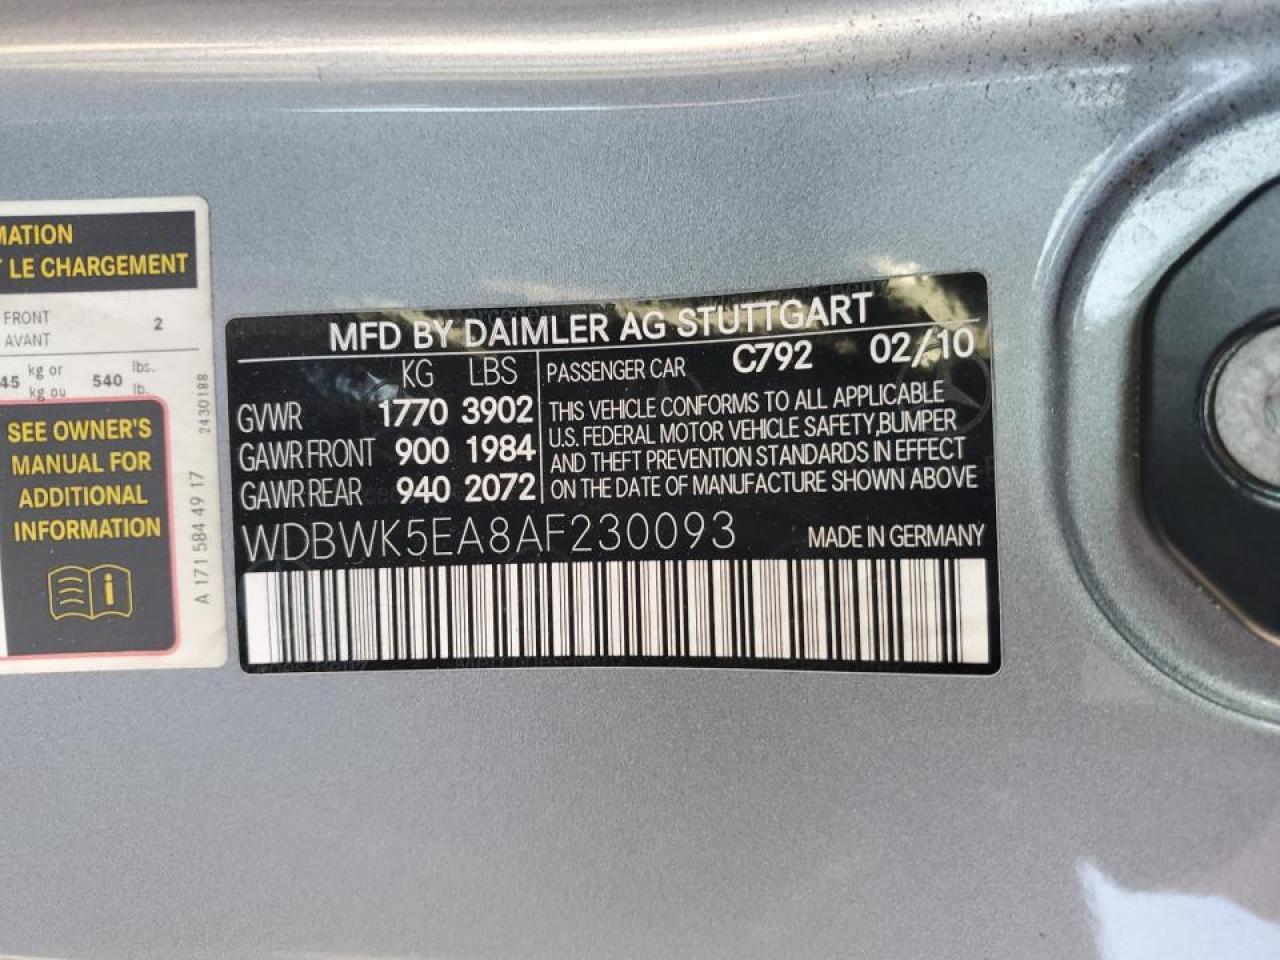 MATION
T LE CHARGEMENT
FRONT 2
AVANT
45 kg or 540 lbs.
kg ou lb.
SEE OWNER'S
MANUAL FOR
ADDITIONAL
INFORMATION
A 171 584 49 17
2430188
MFD BY DAIMLER AG STUTTGART
KG LBS
GVWR 1770 3902
GAWR FRONT 900 1984
GAWR REAR 940 2072
PASSENGER CAR C792 02/10
THIS VEHICLE CONFORMS TO ALL APPLICABLE
U.S. FEDERAL MOTOR VEHICLE SAFETY,BUMPER
AND THEFT PREVENTION STANDARDS IN EFFECT
ON THE DATE OF MANUFACTURE SHOWN ABOVE
WDBWK5EA8AF230093 MADE IN GERMANY